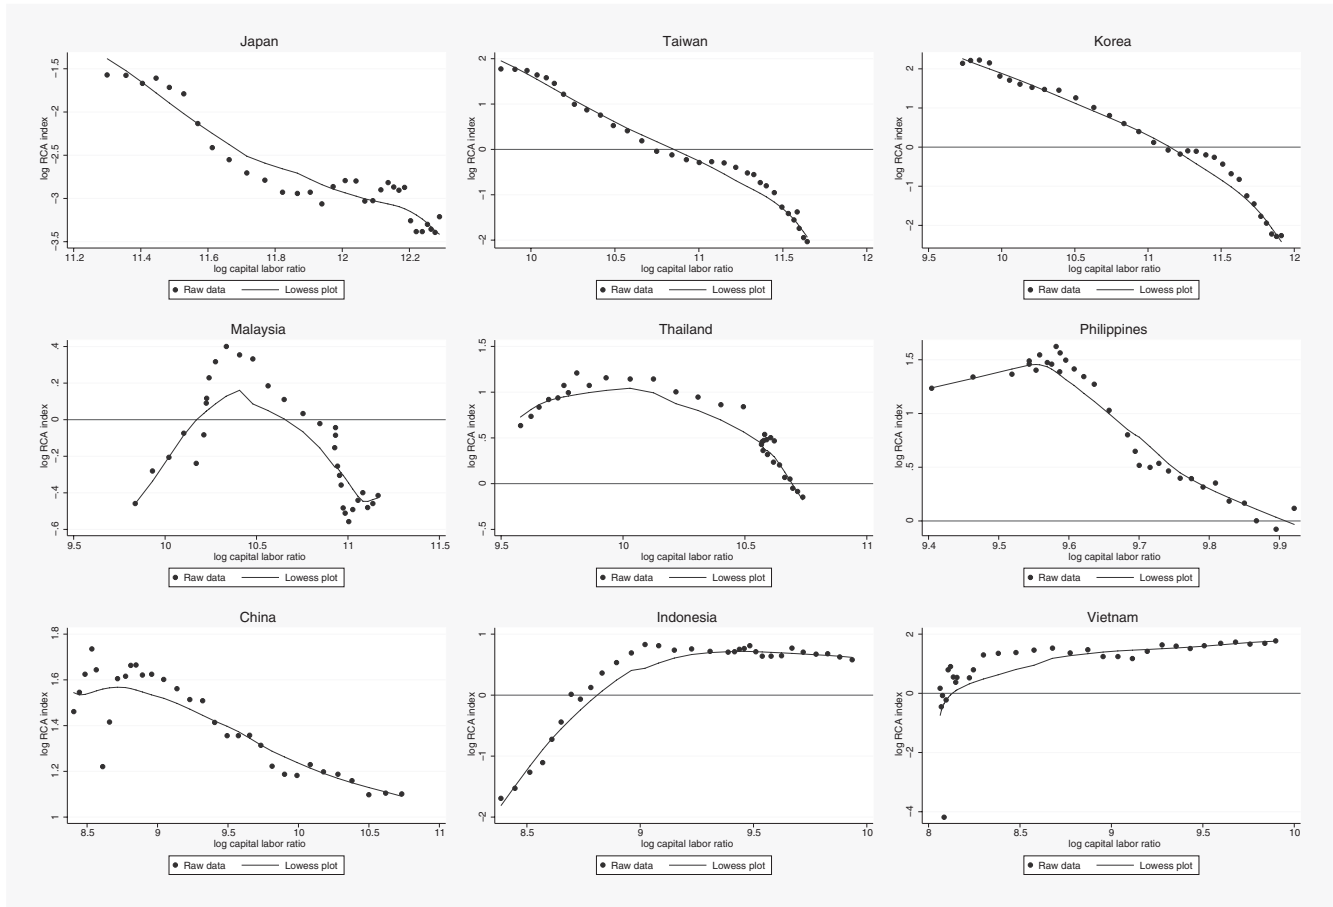 Japan
log RCA index
−1.5
−2
−2.5
−3
−3.5
11.2 11.4 11.6 11.8 12 12.2
log capital labor ratio
Raw data Lowess plot
Taiwan
log RCA index
2
1
0
−1
−2
10 10.5 11 11.5 12
log capital labor ratio
Raw data Lowess plot
Korea
log RCA index
2
1
0
−1
−2
9.5 10 10.5 11 11.5 12
log capital labor ratio
Raw data Lowess plot
Malaysia
log RCA index
.4
.2
0
−.2
−.4
−.6
9.5 10 10.5 11 11.5
log capital labor ratio
Raw data Lowess plot
Thailand
log RCA index
1.5
1
.5
0
−.5
9.5 10 10.5 11
log capital labor ratio
Raw data Lowess plot
Philippines
log RCA index
1.5
1
.5
0
9.4 9.5 9.6 9.7 9.8 9.9
log capital labor ratio
Raw data Lowess plot
China
log RCA index
1.8
1.6
1.4
1.2
1
8.5 9 9.5 10 10.5 11
log capital labor ratio
Raw data Lowess plot
Indonesia
log RCA index
1
0
−1
−2
8.5 9 9.5 10
log capital labor ratio
Raw data Lowess plot
Vietnam
log RCA index
2
0
−2
−4
8 8.5 9 9.5 10
log capital labor ratio
Raw data Lowess plot